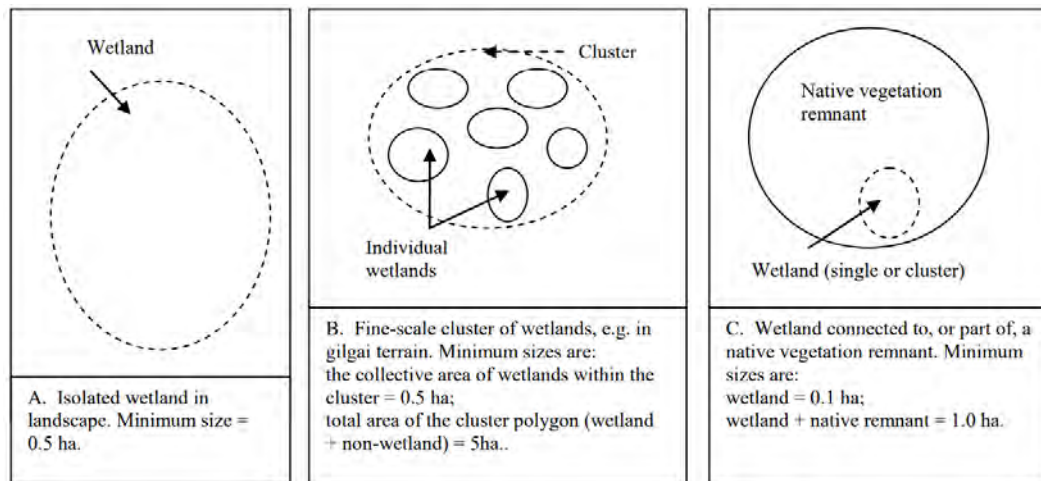 Wetland
A. Isolated wetland in
landscape. Minimum size =
0.5 ha.
Cluster
Individual
wetlands
B. Fine-scale cluster of wetlands, e.g. in
gilgai terrain. Minimum sizes are:
the collective area of wetlands within the
cluster = 0.5 ha;
total area of the cluster polygon (wetland
+ non-wetland) = 5ha..
Native vegetation
remnant
Wetland (single or cluster)
C. Wetland connected to, or part of, a
native vegetation remnant. Minimum
sizes are:
wetland = 0.1 ha;
wetland + native remnant = 1.0 ha.